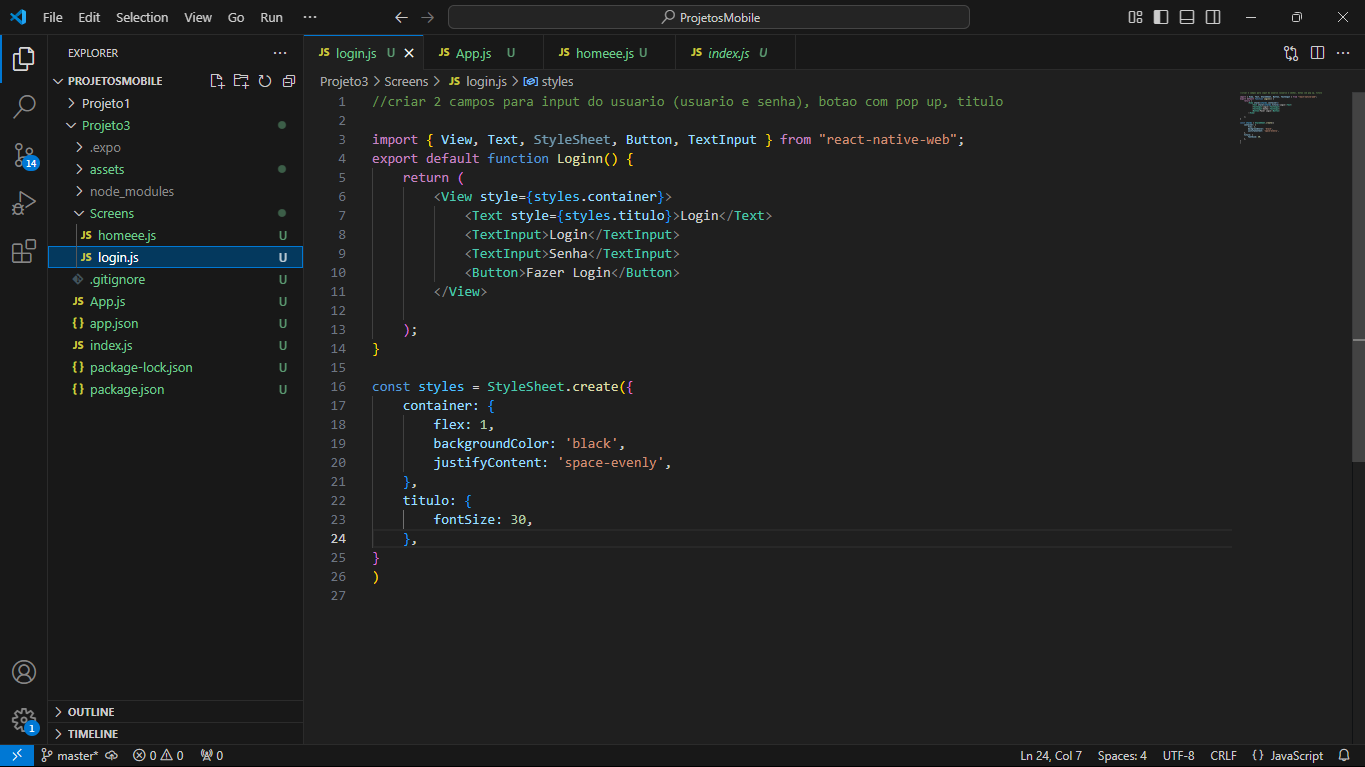 File Edit Selection View Go Run ··· ProjetosMobile
EXPLORER ···
PROJETOSMOBILE
Projeto1
Projeto3
.expo
assets
node_modules
Screens
JS homeee.js U
JS login.js U
.gitignore U
JS App.js U
{} app.json U
JS index.js U
{} package-lock.json U
{} package.json U
OUTLINE
TIMELINE
14
1
JS login.js U JS App.js U JS homeee.js U JS index.js U ···
Projeto3 > Screens > JS login.js > styles
1 //criar 2 campos para input do usuario (usuario e senha), botao com pop up, titulo
2
3 import { View, Text, StyleSheet, Button, TextInput } from "react-native-web";
4 export default function Loginn() {
5     return (
6         <View style={styles.container}>
7             <Text style={styles.titulo}>Login</Text>
8             <TextInput>Login</TextInput>
9             <TextInput>Senha</TextInput>
10             <Button>Fazer Login</Button>
11         </View>
12
13     );
14 }
15
16 const styles = StyleSheet.create({
17     container: {
18         flex: 1,
19         backgroundColor: 'black',
20         justifyContent: 'space-evenly',
21     },
22     titulo: {
23         fontSize: 30,
24     },
25 }
26 )
27
master* 0 0 0 Ln 24, Col 7 Spaces: 4 UTF-8 CRLF {} JavaScript